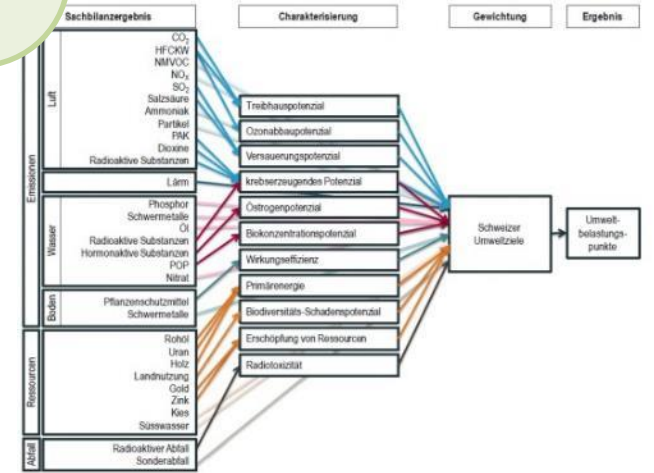 Sachbilanzergebnis
Charakterisierung
Gewichtung
Ergebnis
Emissionen
Luft
CO₂
HFCKW
NMVOC
NOₓ
SO₂
Salzsäure
Ammoniak
Partikel
PAK
Dioxine
Radioaktive Substanzen
Lärm
Wasser
Phosphor
Schwermetalle
Öl
Radioaktive Substanzen
Hormonaktive Substanzen
POP
Nitrat
Boden
Pflanzenschutzmittel
Schwermetalle
Ressourcen
Rohöl
Uran
Holz
Landnutzung
Gold
Zink
Kies
Süsswasser
Abfall
Radioaktiver Abfall
Sonderabfall
Treibhauspotenzial
Ozonabbaupotenzial
Versauerungspotenzial
krebserzeugendes Potenzial
Östrogenpotential
Biokonzentrationspotenzial
Wirkungseffizienz
Primärenergie
Biodiversitäts-Schadenspotenzial
Erschöpfung von Ressourcen
Radiotoxizität
Schweizer
Umweltziele
Umwelt-
belastungs-
punkte